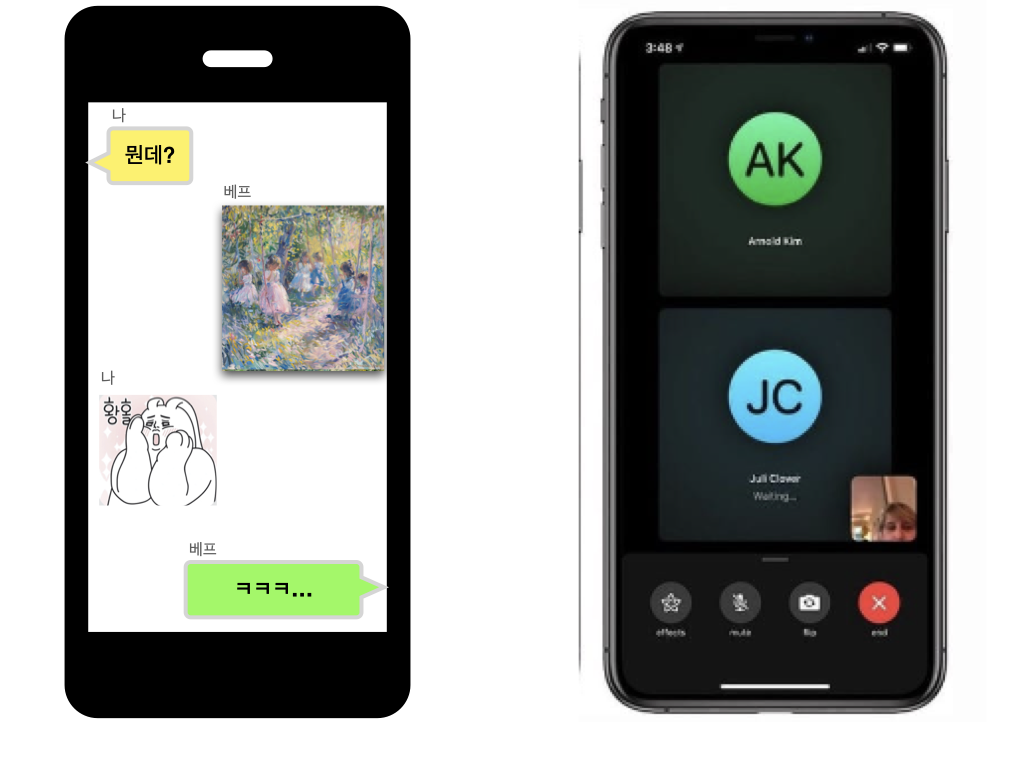 나
뭔데?
베프
나
황홀
베프
ㅋㅋㅋ...
3:48
AK
Arnold Kim
JC
Juli Clover
Waiting...
effects
mute
flip
end